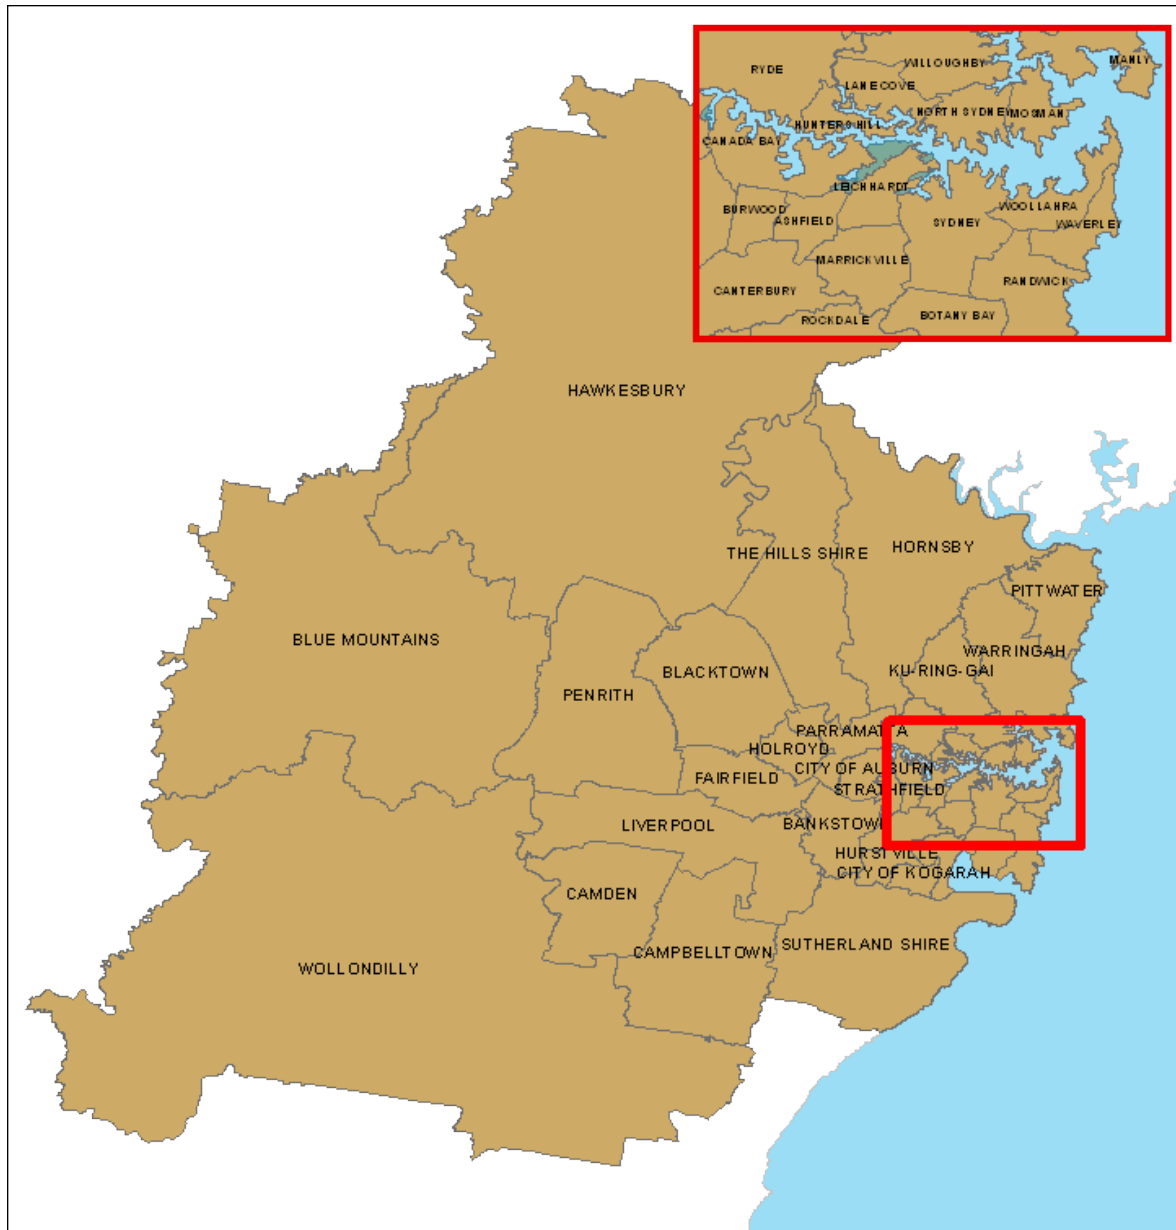 RYDE
WILLOUGHBY
MANLY
LANE COVE
NORTH SYDNEY
MOSMAN
HUNTERS HILL
CANADA BAY
LEICHHARDT
BURWOOD
ASHFIELD
SYDNEY
WOOLLAHRA
WAVERLEY
MARRICKVILLE
CANTERBURY
RANDWICK
ROCKDALE
BOTANY BAY
HAWKESBURY
THE HILLS SHIRE
HORNSBY
PITTWATER
BLUE MOUNTAINS
WARRINGAH
BLACKTOWN
KU-RING-GAI
PENRITH
PARRAMATTA
HOLROYD
CITY OF AUBURN
FAIRFIELD
STRATHFIELD
LIVERPOOL
BANKSTOWN
HURSTVILLE
CITY OF KOGARAH
CAMDEN
CAMPBELLTOWN
SUTHERLAND SHIRE
WOLLONDILLY